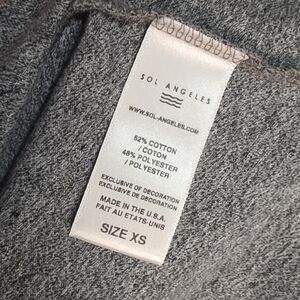 SOL ANGELES
WWW.SOL-ANGELES.COM
52% COTTON
/ COTON
48% POLYESTER
/ POLYESTER
EXCLUSIVE OF DECORATION
EXCLUSIVE DE DECORATION
MADE IN THE U.S.A.
FAIT AU ETATS-UNIS
SIZE XS